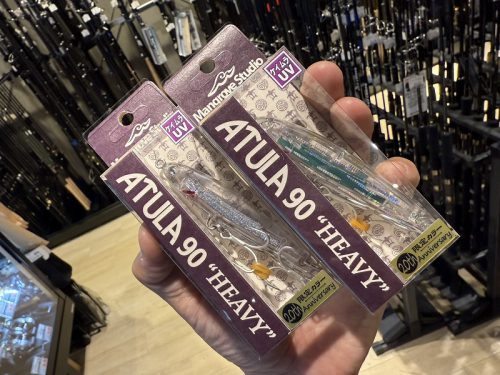 ケイムラ
UV
Mangrove Studio
ATULA 90 "HEAVY"
20th
限定カラー
Anniversary
ケイムラ
UV
Mangrove Studio
ATULA 90 "HEAVY"
20th
限定カラー
Anniversary